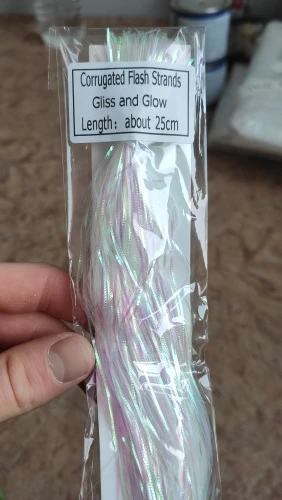 Corrugated Flash Strands
Gliss and Glow
Length: about 25cm